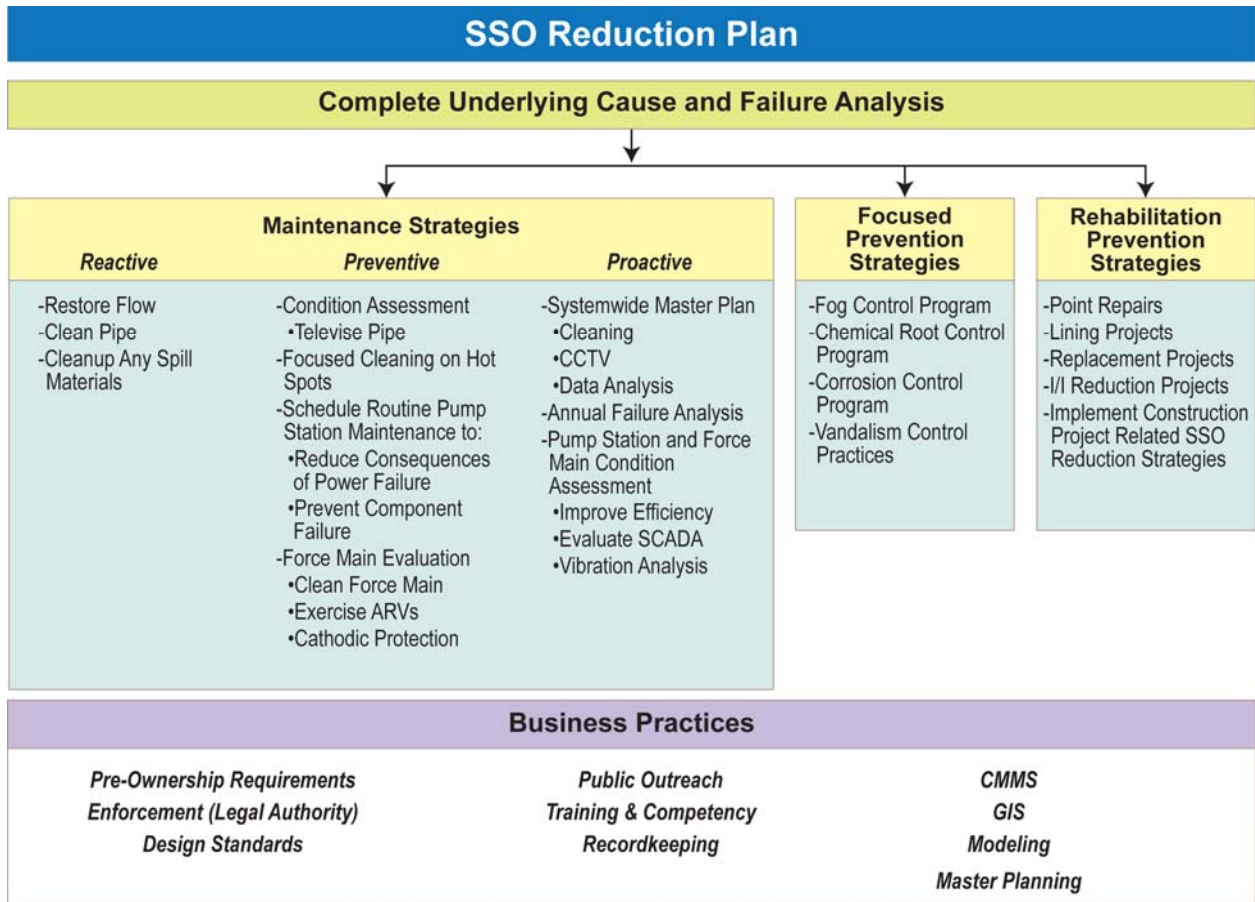 SSO Reduction Plan
Complete Underlying Cause and Failure Analysis
Maintenance Strategies
Reactive
-Restore Flow
-Clean Pipe
-Cleanup Any Spill
Materials
Preventive
-Condition Assessment
•Televise Pipe
-Focused Cleaning on Hot
Spots
-Schedule Routine Pump
Station Maintenance to:
•Reduce Consequences
of Power Failure
•Prevent Component
Failure
-Force Main Evaluation
•Clean Force Main
•Exercise ARVs
•Cathodic Protection
Proactive
-Systemwide Master Plan
•Cleaning
•CCTV
•Data Analysis
-Annual Failure Analysis
-Pump Station and Force
Main Condition
Assessment
•Improve Efficiency
•Evaluate SCADA
•Vibration Analysis
Focused
Prevention
Strategies
-Fog Control Program
-Chemical Root Control
Program
-Corrosion Control
Program
-Vandalism Control
Practices
Rehabilitation
Prevention
Strategies
-Point Repairs
-Lining Projects
-Replacement Projects
-I/I Reduction Projects
-Implement Construction
Project Related SSO
Reduction Strategies
Business Practices
Pre-Ownership Requirements
Enforcement (Legal Authority)
Design Standards
Public Outreach
Training & Competency
Recordkeeping
CMMS
GIS
Modeling
Master Planning